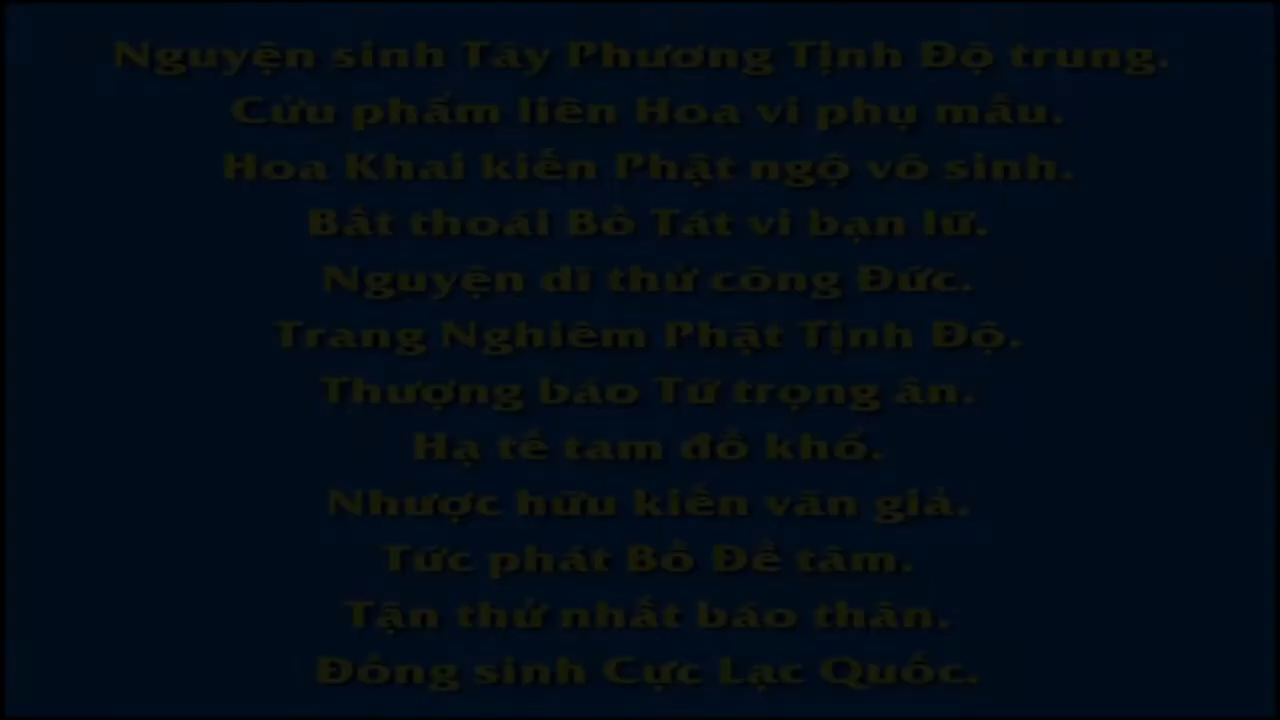 Nguyện sinh Tây Phương Tịnh Độ trung.
Cửu phẩm liên Hoa vi phụ mẫu.
Hoa Khai kiến Phật ngộ vô sinh.
Bất thoái Bồ Tát vi bạn lữ.
Nguyện dĩ thử công Đức.
Trang Nghiêm Phật Tịnh Độ.
Thượng báo Tứ trọng ân.
Hạ tế tam đồ khổ.
Nhược hữu kiến văn giả.
Tức phát Bồ Đề tâm.
Tận thử nhất báo thân.
Đồng sinh Cực Lạc Quốc.